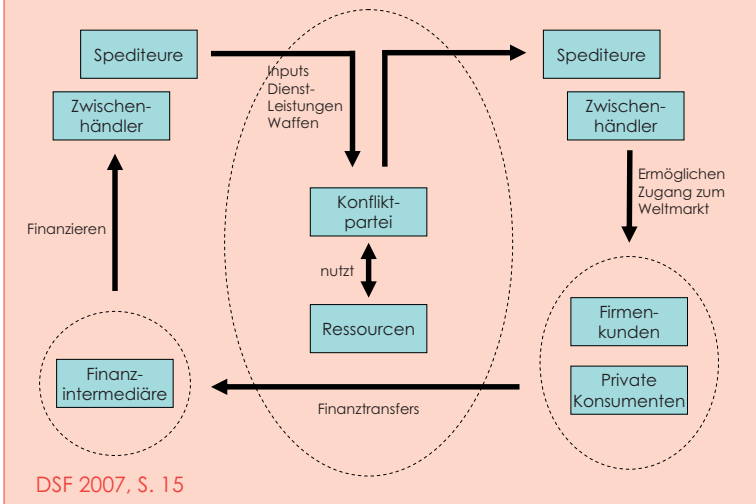 Spediteure
Zwischen-
händler
Finanzieren
Finanz-
intermediäre
Inputs
Dienst-
Leistungen
Waffen
Konflikt-
partei
nutzt
Ressourcen
Finanztransfers
Spediteure
Zwischen-
händler
Ermöglichen
Zugang zum
Weltmarkt
Firmen-
kunden
Private
Konsumenten
DSF 2007, S. 15